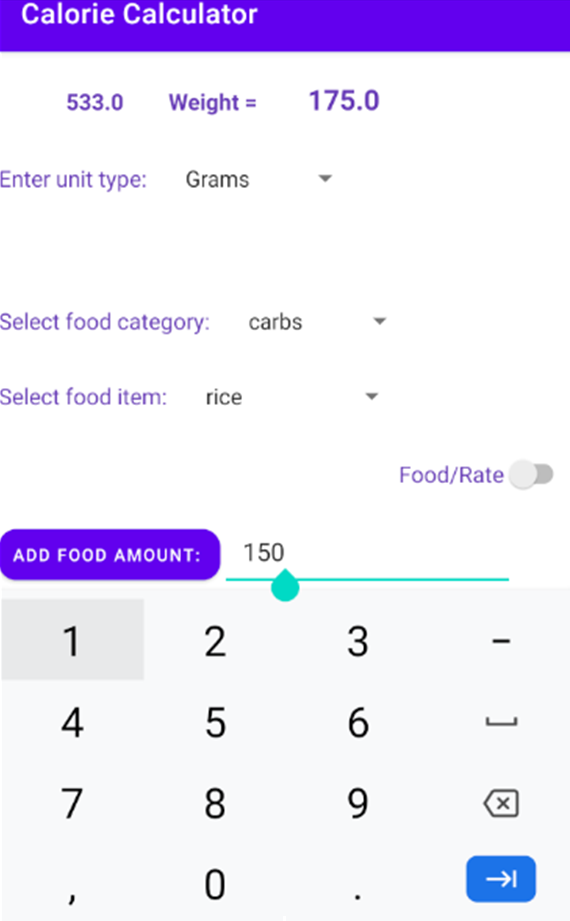 Calorie Calculator
533.0 Weight = 175.0
Enter unit type: Grams
Select food category: carbs
Select food item: rice
Food/Rate
ADD FOOD AMOUNT: 150
1 2 3 -
4 5 6
7 8 9
, 0 .